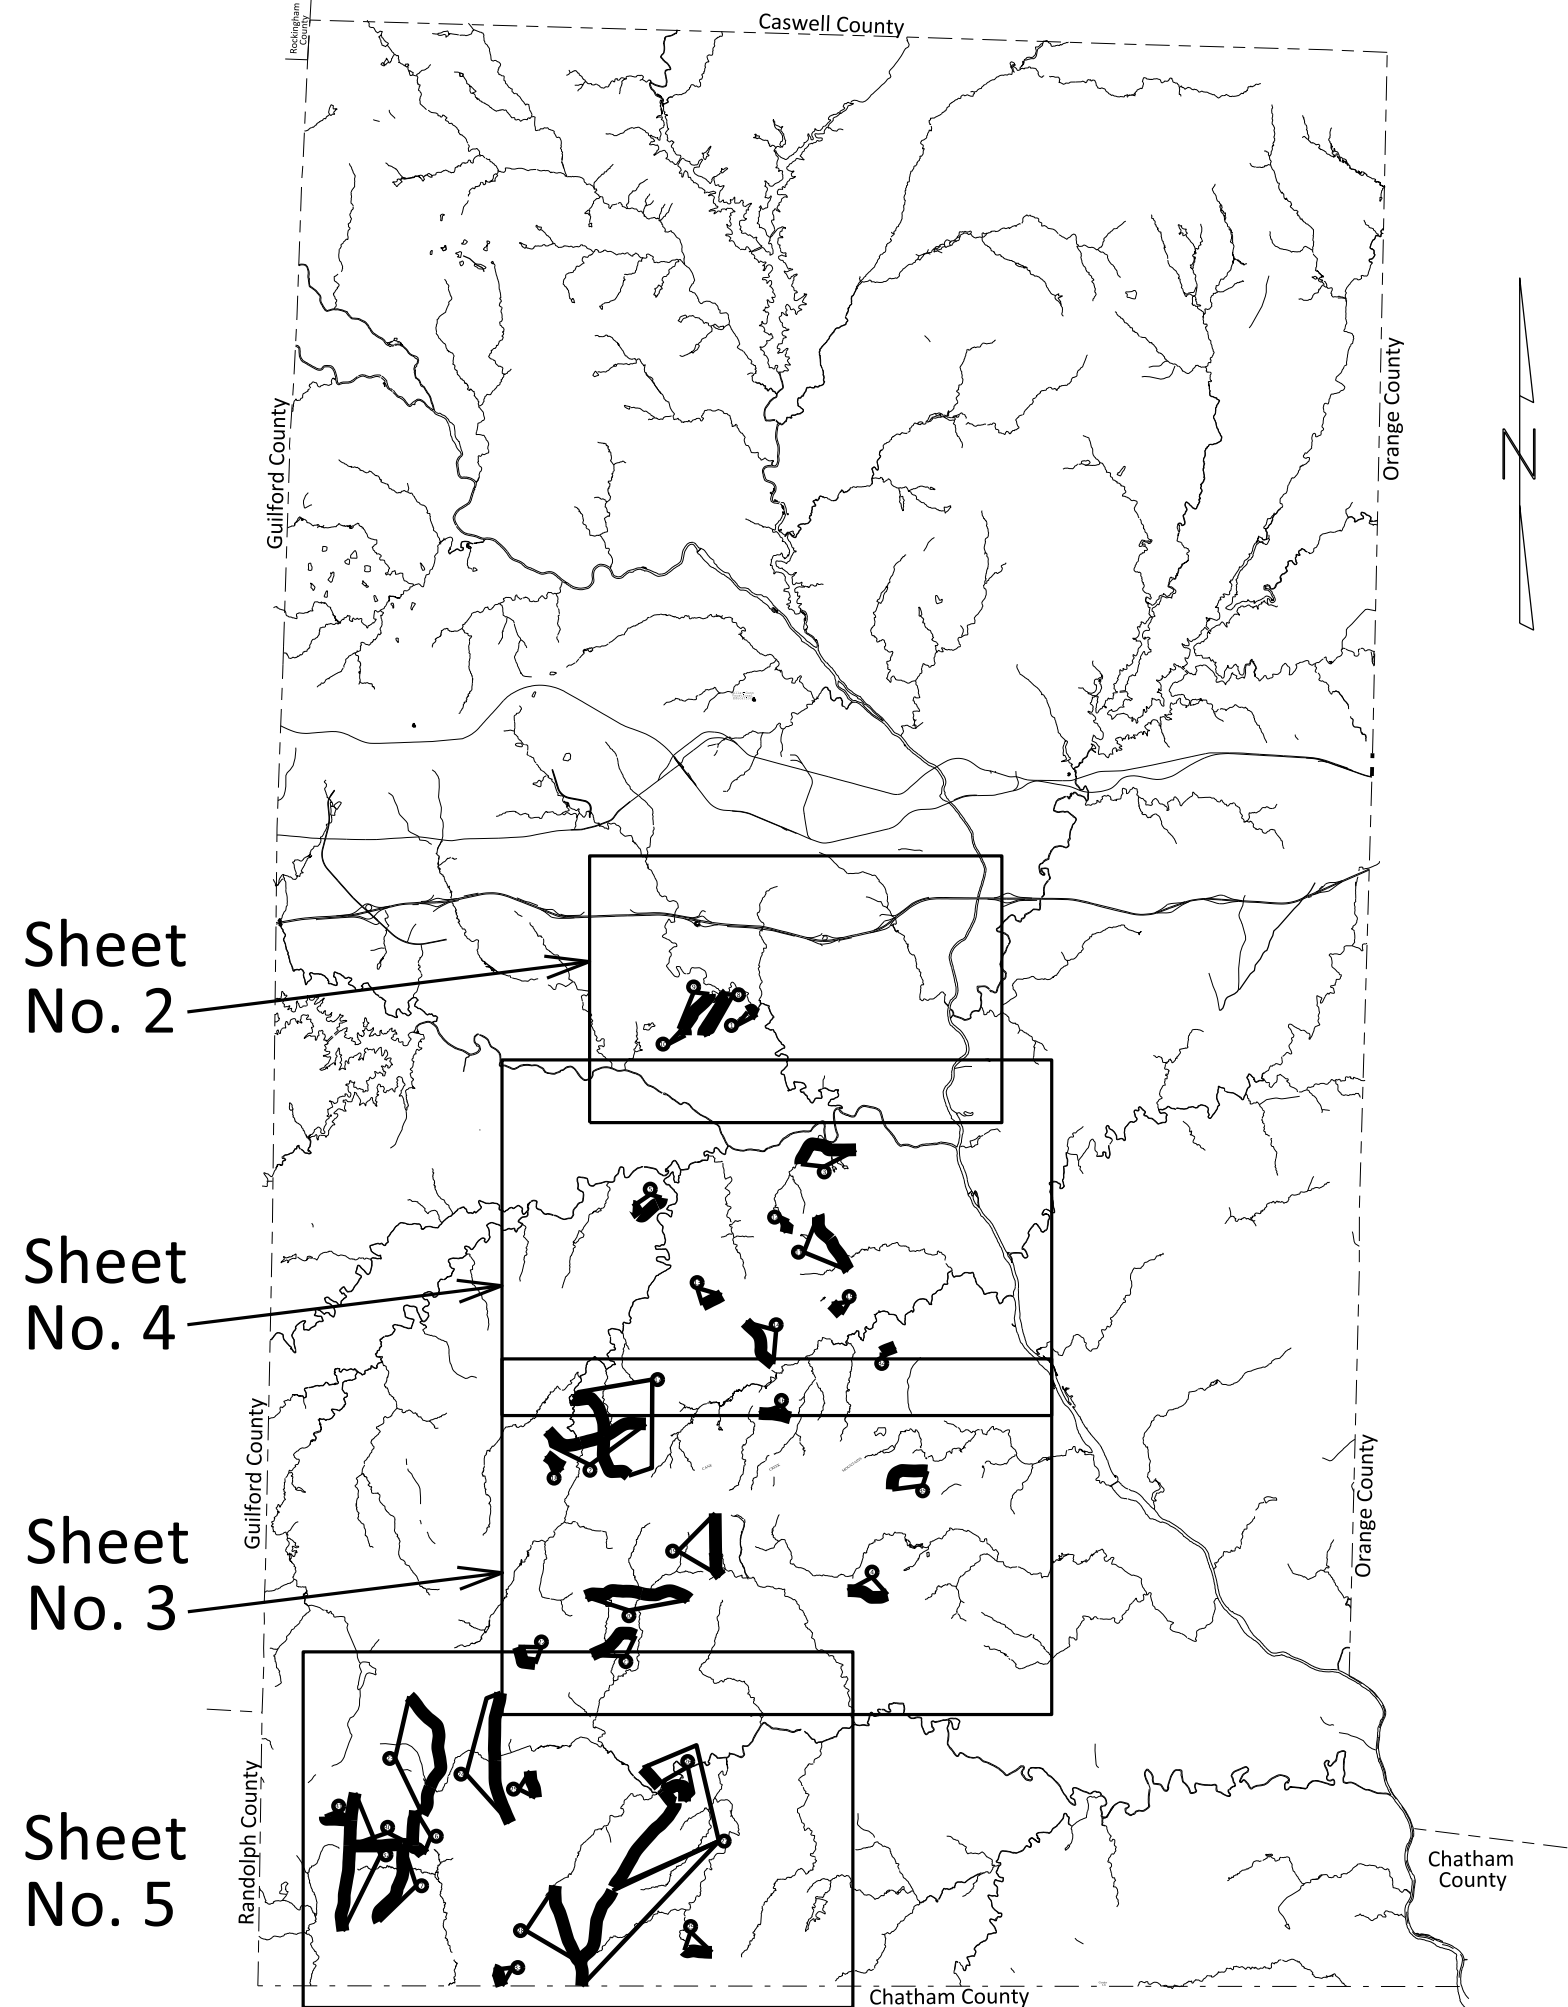 Rockingham
County
Caswell County
Guilford County
Orange County
N
Sheet
No. 2
Sheet
No. 4
Guilford County
Orange County
Sheet
No. 3
Sheet
No. 5
Randolph County
Chatham
County
Chatham County